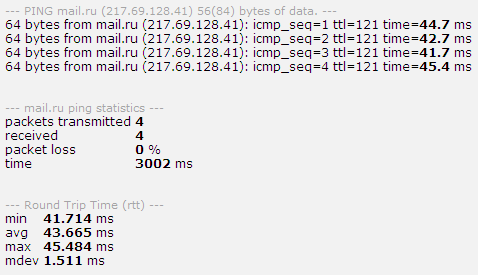 --- PING mail.ru (217.69.128.41) 56(84) bytes of data. ---
64 bytes from mail.ru (217.69.128.41): icmp_seq=1 ttl=121 time=44.7 ms
64 bytes from mail.ru (217.69.128.41): icmp_seq=2 ttl=121 time=42.7 ms
64 bytes from mail.ru (217.69.128.41): icmp_seq=3 ttl=121 time=41.7 ms
64 bytes from mail.ru (217.69.128.41): icmp_seq=4 ttl=121 time=45.4 ms
--- mail.ru ping statistics ---
packets transmitted 4
received 4
packet loss 0 %
time 3002 ms
--- Round Trip Time (rtt) ---
min 41.714 ms
avg 43.665 ms
max 45.484 ms
mdev 1.511 ms